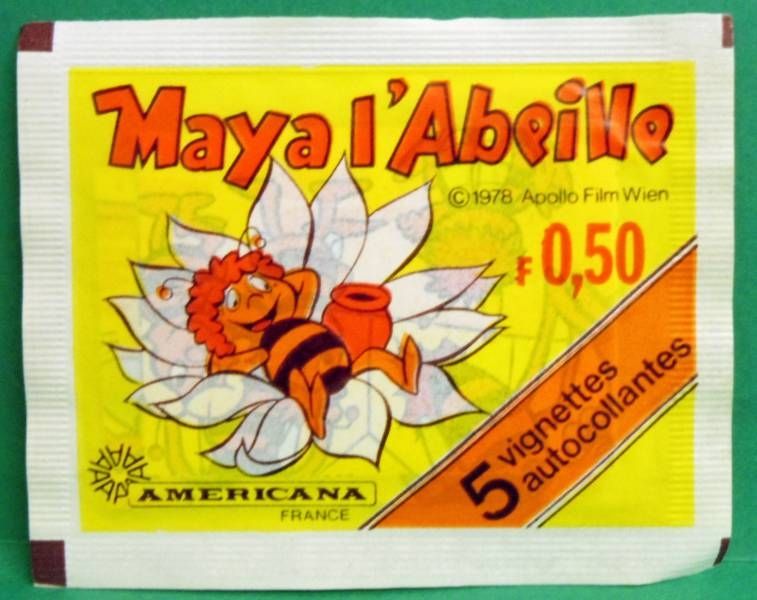 Maya l'Abeille
©1978 Apollo Film Wien
F 0,50
5 vignettes
autocollantes
AMERICANA
FRANCE